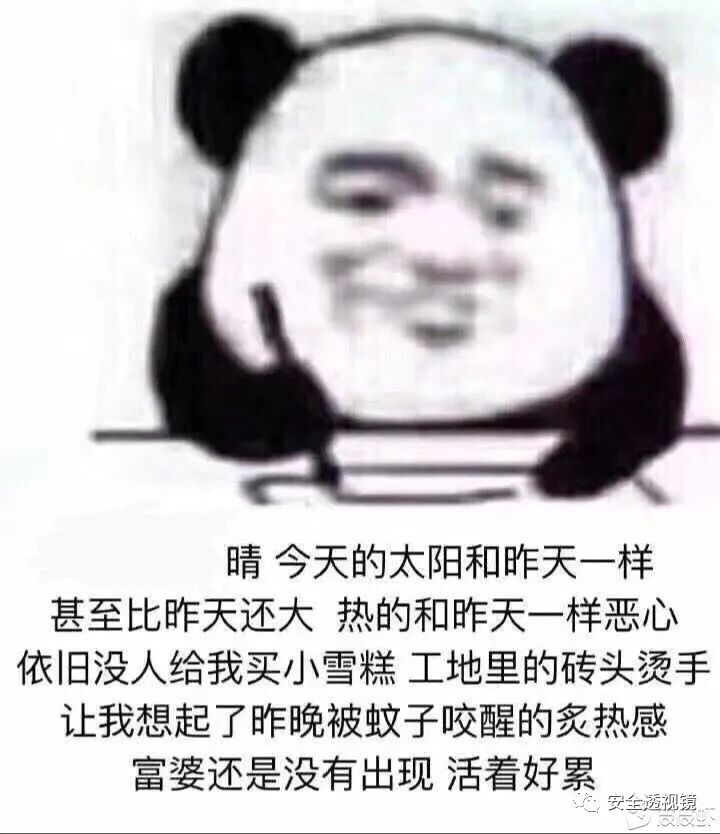 晴 今天的太阳和昨天一样
甚至比昨天还大 热的和昨天一样恶心
依旧没人给我买小雪糕 工地里的砖头烫手
让我想起了昨晚被蚊子咬醒的炙热感
富婆还是没有出现 活着好累
安全透视镜
皮皮虾